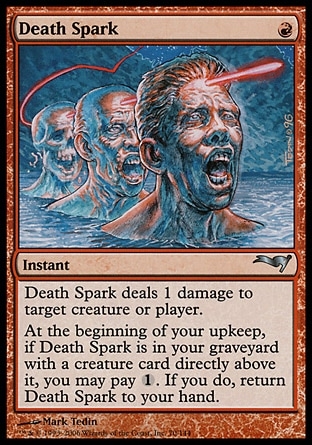 Death Spark
Instant
Death Spark deals 1 damage to
target creature or player.
At the beginning of your upkeep,
if Death Spark is in your graveyard
with a creature card directly above
it, you may pay 1. If you do, return
Death Spark to your hand.
Mark Tedin